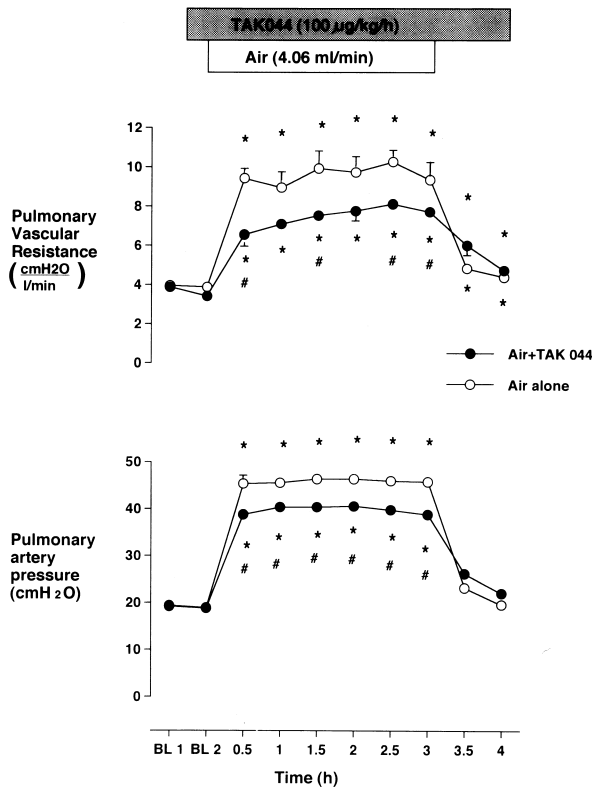 TAK044 (100 µg/kg/h)
Air (4.06 ml/min)
12
10
8
6
4
2
0
Pulmonary
Vascular
Resistance
(cmH2O)
l/min
* * * * * *
*
*
* * * * * *
# # # #
* *
Air+TAK 044
Air alone
* * * * * *
50
40
30
20
10
0
Pulmonary
artery
pressure
(cmH2O)
* * * * * *
# # # # # #
BL 1 BL 2 0.5 1 1.5 2 2.5 3 3.5 4
Time (h)